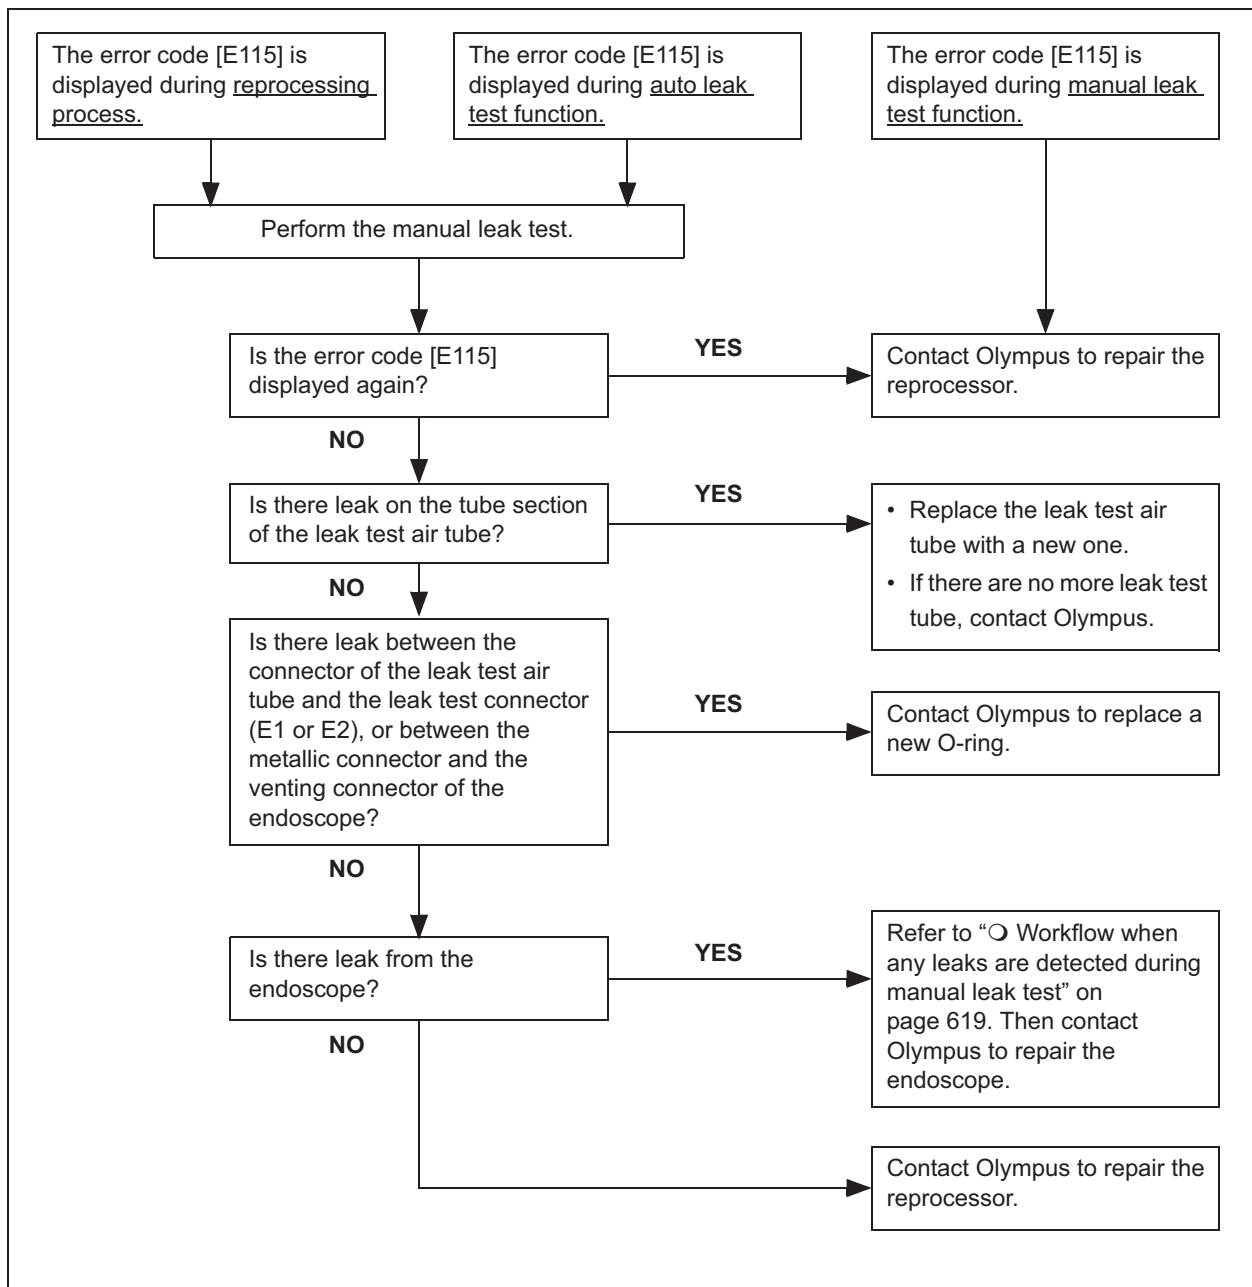 The error code [E115] is
displayed during reprocessing
process.
The error code [E115] is
displayed during auto leak
test function.
The error code [E115] is
displayed during manual leak
test function.
Perform the manual leak test.
Is the error code [E115]
displayed again?
YES
Contact Olympus to repair the
reprocessor.
NO
Is there leak on the tube section
of the leak test air tube?
YES
• Replace the leak test air
tube with a new one.
• If there are no more leak test
tube, contact Olympus.
NO
Is there leak between the
connector of the leak test air
tube and the leak test connector
(E1 or E2), or between the
metallic connector and the
venting connector of the
endoscope?
YES
Contact Olympus to replace a
new O-ring.
NO
Is there leak from the
endoscope?
YES
Refer to “❍ Workflow when
any leaks are detected during
manual leak test” on
page 619. Then contact
Olympus to repair the
endoscope.
NO
Contact Olympus to repair the
reprocessor.